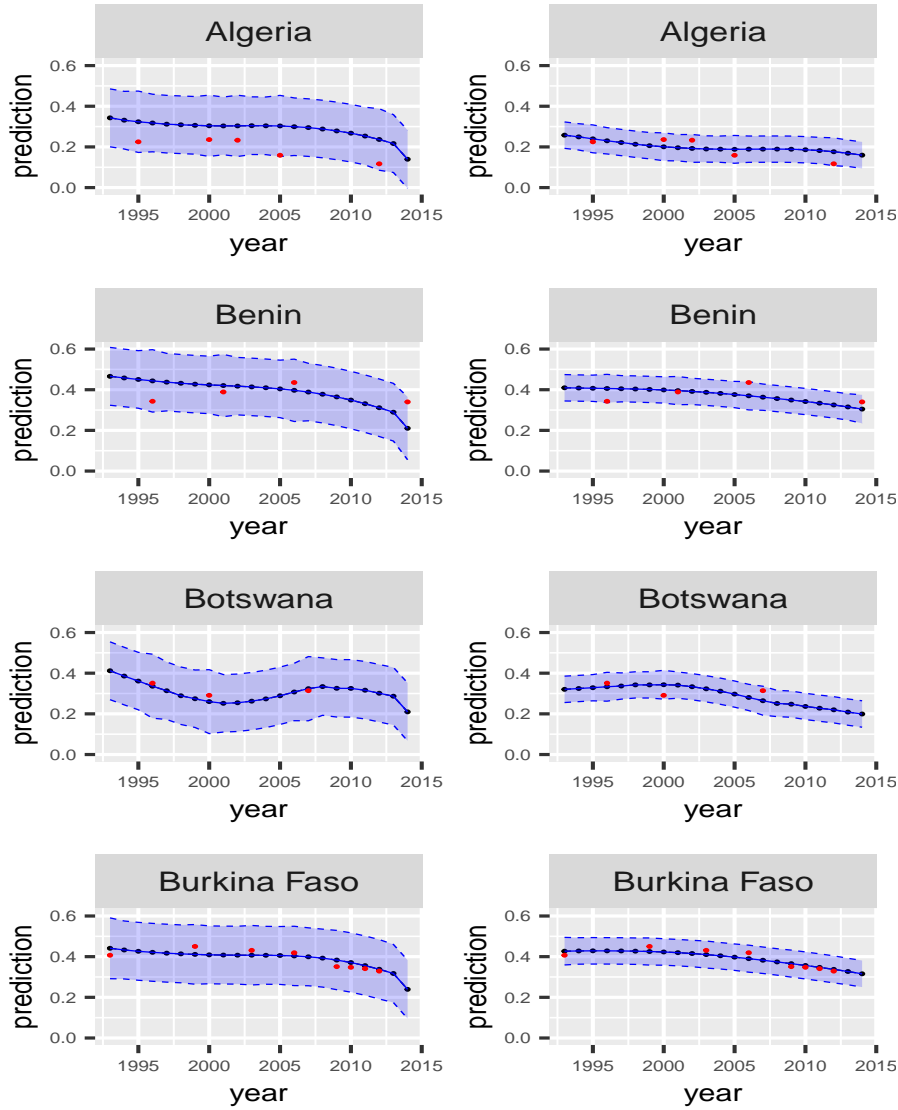 Algeria Algeria
prediction prediction
0.6 0.6
0.4 0.4
0.2 0.2
0.0 0.0
1995 2000 2005 2010 2015 1995 2000 2005 2010 2015
year year
Benin Benin
prediction prediction
0.6 0.6
0.4 0.4
0.2 0.2
0.0 0.0
1995 2000 2005 2010 2015 1995 2000 2005 2010 2015
year year
Botswana Botswana
prediction prediction
0.6 0.6
0.4 0.4
0.2 0.2
0.0 0.0
1995 2000 2005 2010 2015 1995 2000 2005 2010 2015
year year
Burkina Faso Burkina Faso
prediction prediction
0.6 0.6
0.4 0.4
0.2 0.2
0.0 0.0
1995 2000 2005 2010 2015 1995 2000 2005 2010 2015
year year